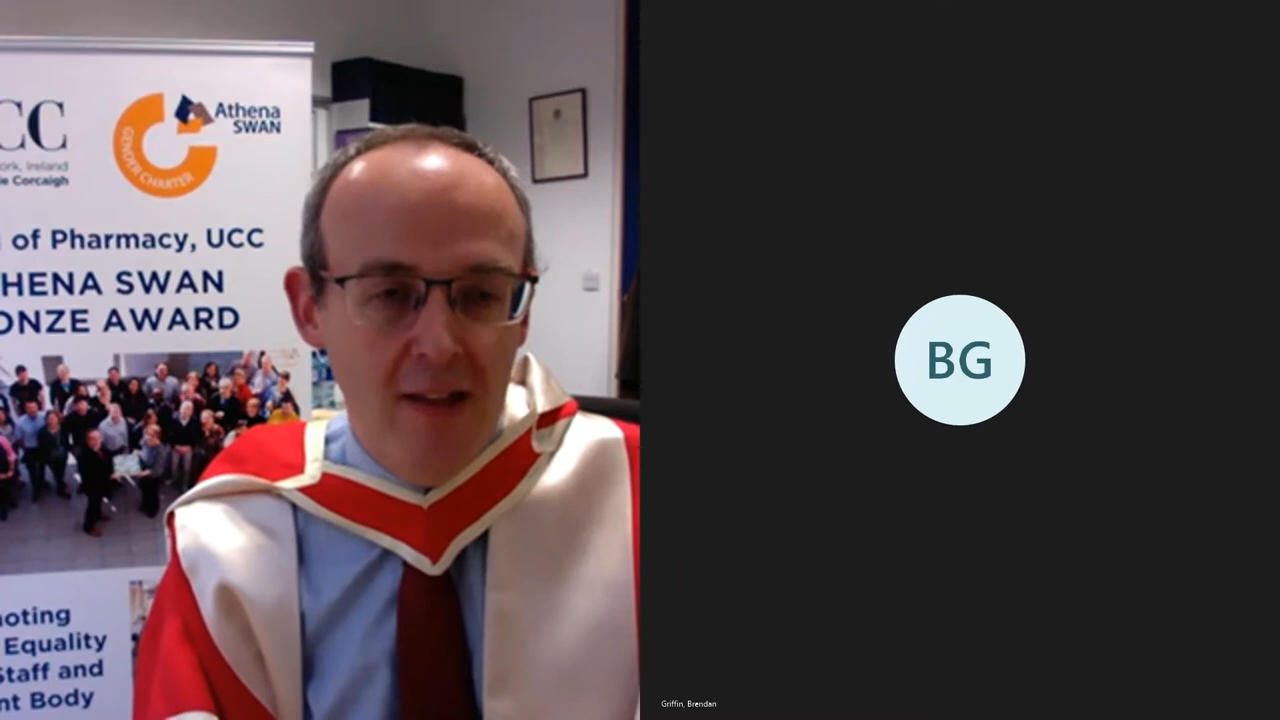 CC
ork, Ireland
ie Corcaigh
Athena
SWAN
GENDER CHARTER
of Pharmacy, UCC
HENA SWAN
ONZE AWARD
noting
Equality
Staff and
nt Body
BG
Griffin, Brendan